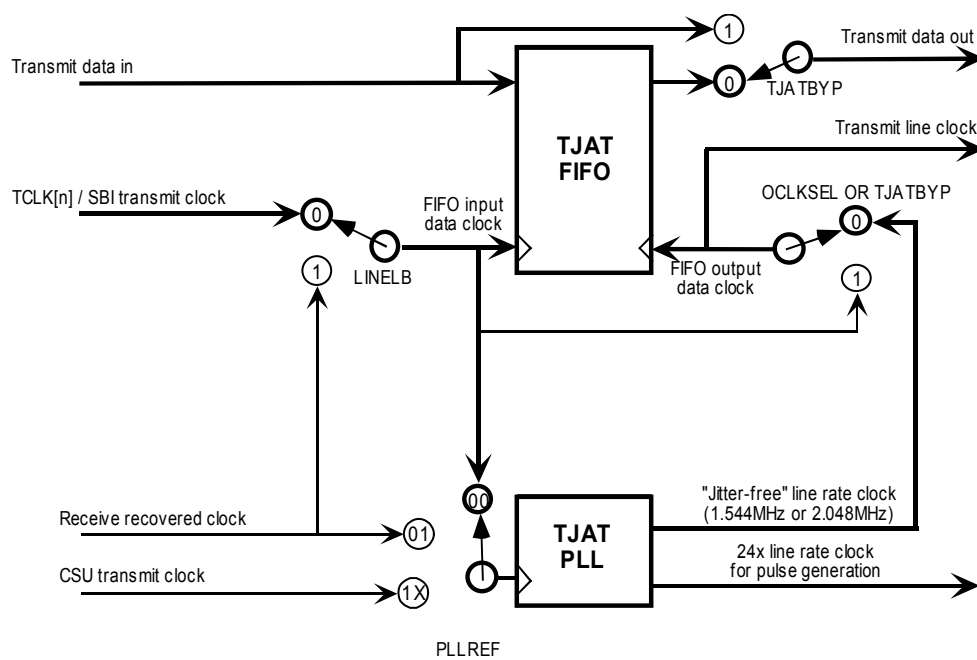 1
Transmit data in
Transmit data out
0
TJATBYP
TJAT
FIFO
Transmit line clock
TCLK[n] / SBI transmit clock
0
FIFO input
data clock
OCLKSEL OR TJATBYP
0
LINELB
1
FIFO output
data clock
1
00
"Jitter-free" line rate clock
(1.544MHz or 2.048MHz)
Receive recovered clock
01
TJAT
PLL
24x line rate clock
for pulse generation
CSU transmit clock
1X
PLLREF